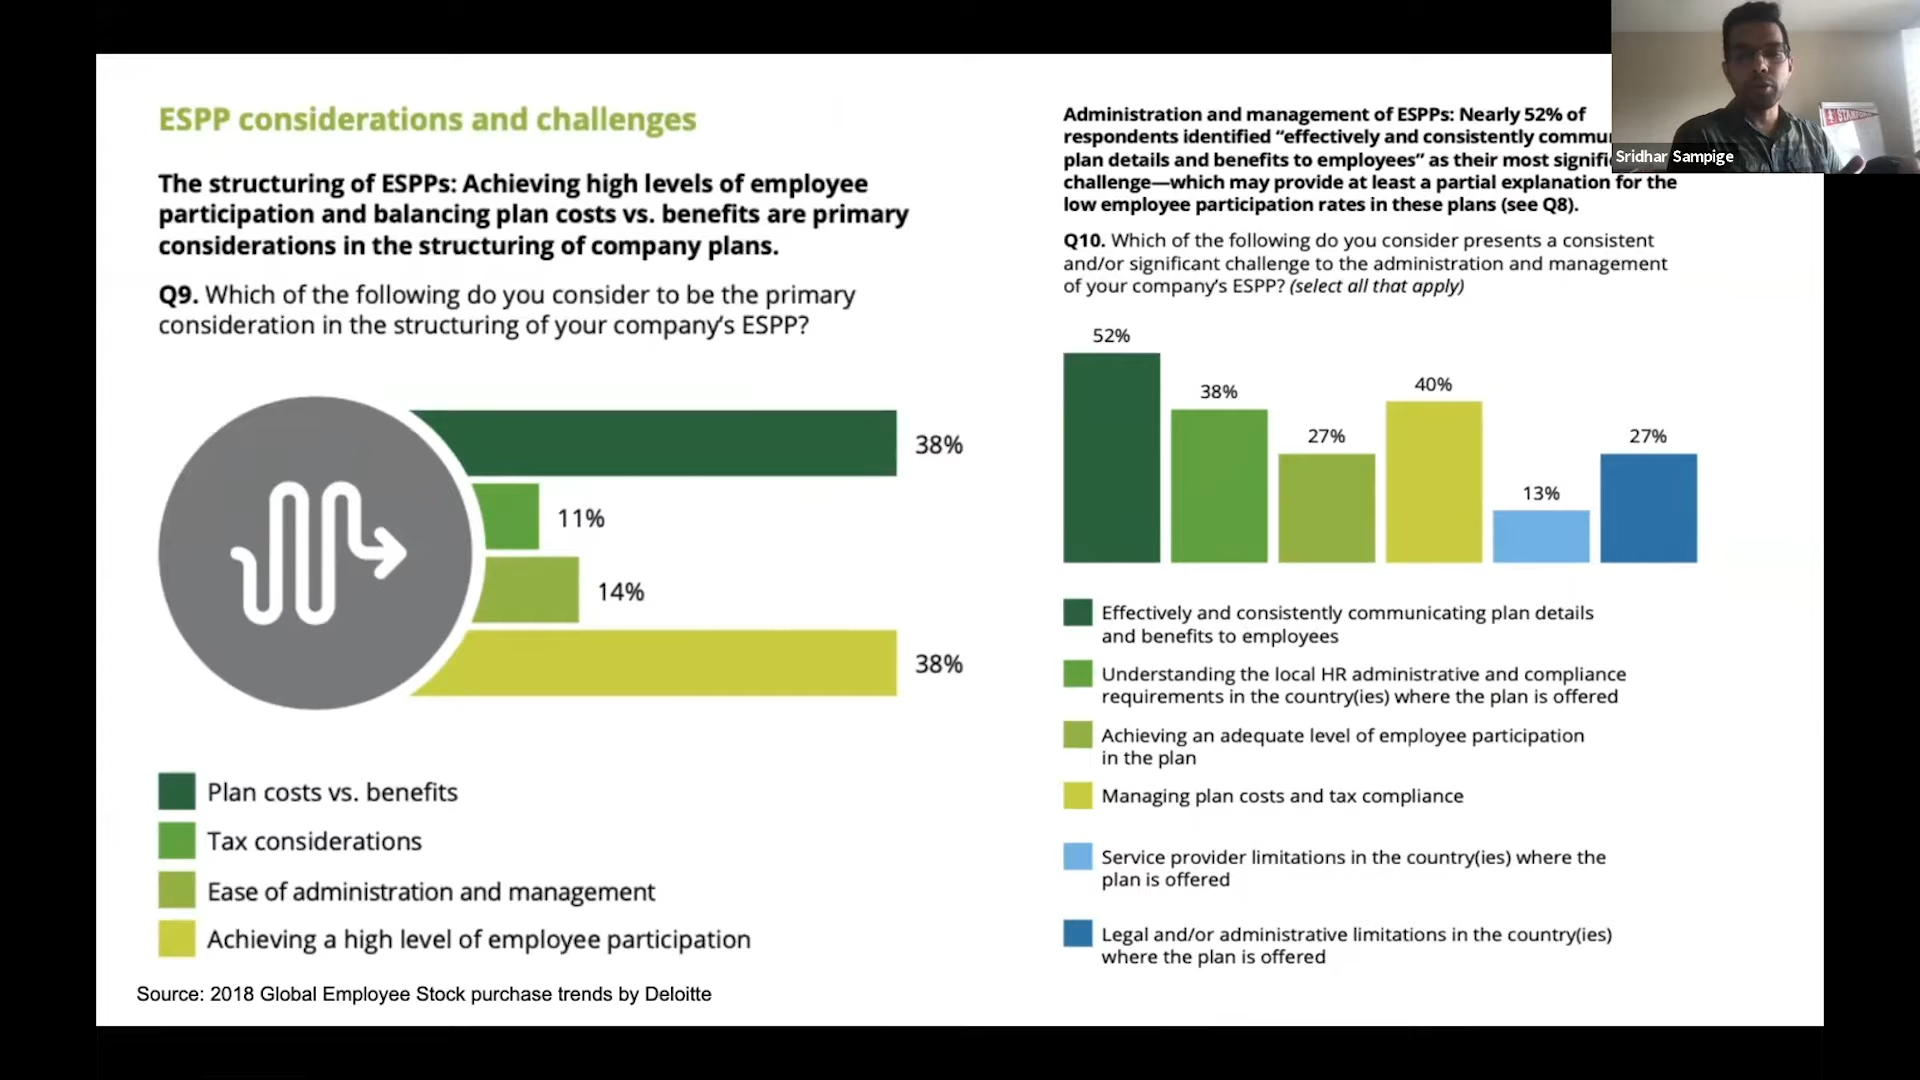 ESPP considerations and challenges
The structuring of ESPPs: Achieving high levels of employee
participation and balancing plan costs vs. benefits are primary
considerations in the structuring of company plans.
Q9. Which of the following do you consider to be the primary
consideration in the structuring of your company’s ESPP?
38%
11%
14%
38%
Plan costs vs. benefits
Tax considerations
Ease of administration and management
Achieving a high level of employee participation
Source: 2018 Global Employee Stock purchase trends by Deloitte
Administration and management of ESPPs: Nearly 52% of
respondents identified “effectively and consistently
plan details and benefits to employees” as their most
challenge—which may provide at least a partial explanation for the
low employee participation rates in these plans (see Q8).
Q10. Which of the following do you consider presents a consistent
and/or significant challenge to the administration and management
of your company’s ESPP? (select all that apply)
52%
38%
27%
40%
13%
27%
Effectively and consistently communicating plan details
and benefits to employees
Understanding the local HR administrative and compliance
requirements in the country(ies) where the plan is offered
Achieving an adequate level of employee participation
in the plan
Managing plan costs and tax compliance
Service provider limitations in the country(ies) where the
plan is offered
Legal and/or administrative limitations in the country(ies)
where the plan is offered
Sridhar Sampige